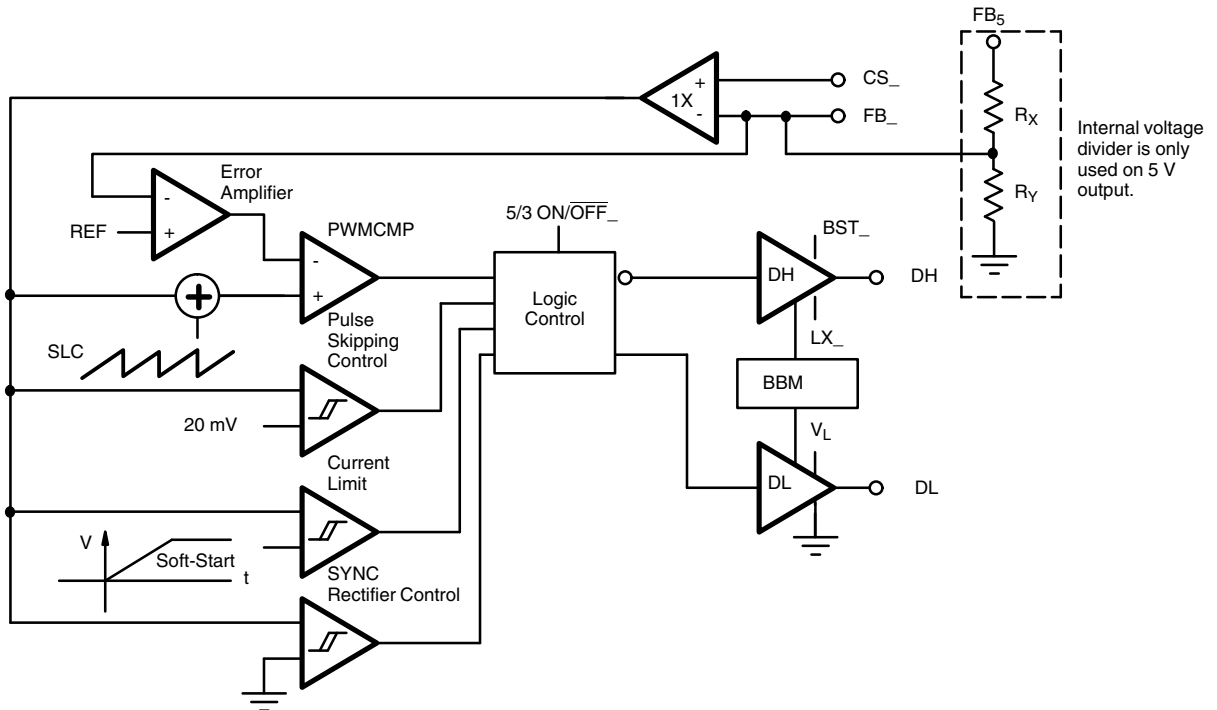 FB5
CS_
+
1X
-
FB_
RX
Internal voltage
divider is only
used on 5 V
output.
RY
Error
Amplifier
-
REF
+
5/3 ON/OFF_
PWMCMP
-
+
BST_
DH
DH
Logic
Control
LX_
Pulse
Skipping
Control
SLC
+
BBM
20 mV
VL
Current
Limit
DL
DL
V
Soft-Start
t
SYNC
Rectifier Control